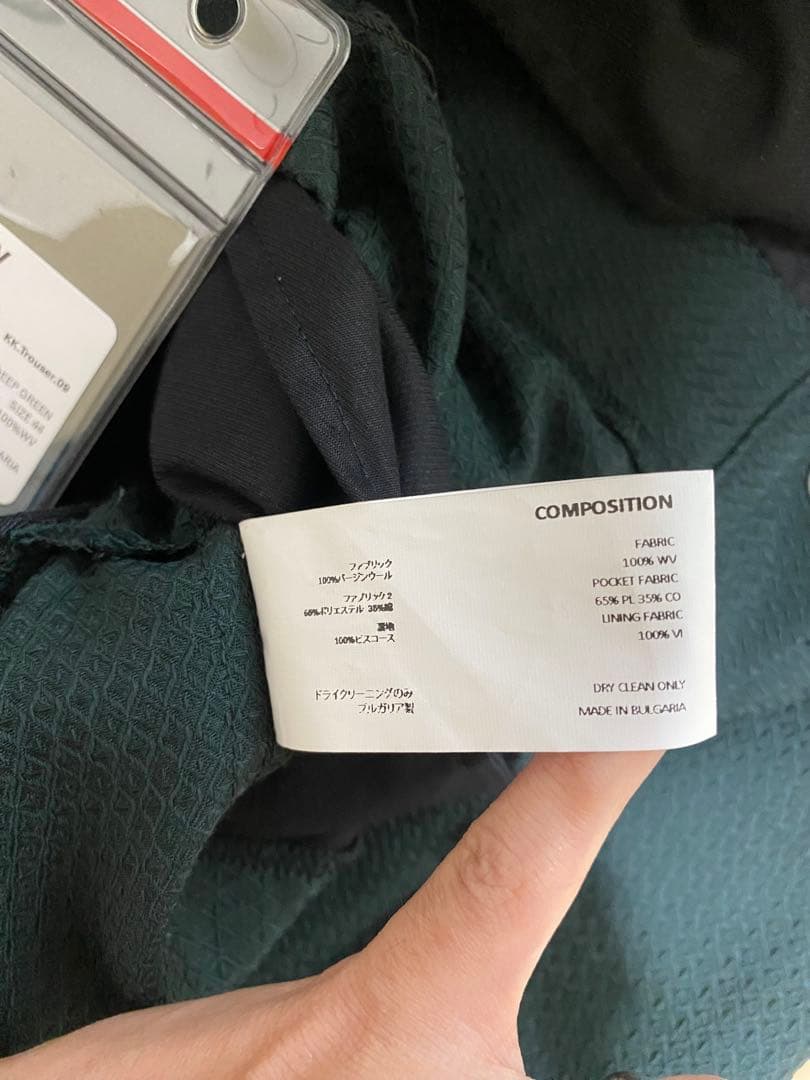 KK.Trouser.09
DEEP GREEN
SIZE 44
100%WV
COMPOSITION
ファブリック
100%バージンウール
ファブリック2
65%ポリエステル 35%綿
裏地
100%ビスコース
ドライクリーニングのみ
ブルガリア製
FABRIC
100% WV
POCKET FABRIC
65% PL 35% CO
LINING FABRIC
100% VI
DRY CLEAN ONLY
MADE IN BULGARIA